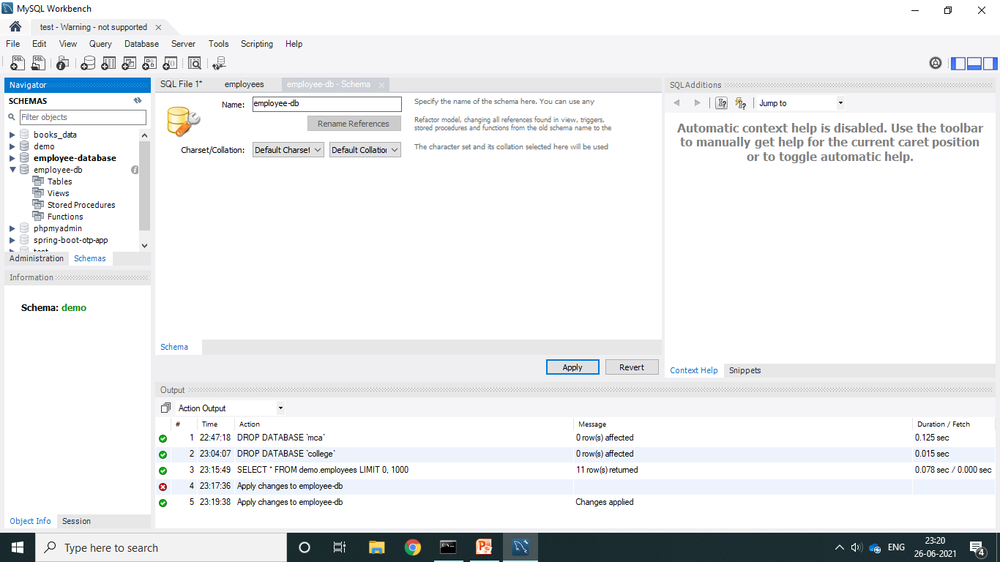 MySQL Workbench
test - Warning - not supported
File Edit View Query Database Server Tools Scripting Help
Navigator
SCHEMAS
Filter objects
books_data
demo
employee-database
employee-db
Tables
Views
Stored Procedures
Functions
phpmyadmin
spring-boot-otp-app
test
Administration Schemas
Information
Schema: demo
Object Info Session
SQL File 1* employees employee-db - Schema
Name: employee-db
Specify the name of the schema here. You can use any
Rename References
Refactor model, changing all references found in view, triggers,
stored procedures and functions from the old schema name to the
Charset/Collation: Default Charset Default Collation
The character set and its collation selected here will be used
Schema
Apply Revert
SQLAdditions
Jump to
Automatic context help is disabled. Use the toolbar
to manually get help for the current caret position
or to toggle automatic help.
Context Help Snippets
Output
Action Output
# Time Action Message Duration / Fetch
1 22:47:18 DROP DATABASE `mca` 0 row(s) affected 0.125 sec
2 23:04:07 DROP DATABASE `college` 0 row(s) affected 0.015 sec
3 23:15:49 SELECT * FROM demo.employees LIMIT 0, 1000 11 row(s) returned 0.078 sec / 0.000 sec
4 23:17:36 Apply changes to employee-db
5 23:19:38 Apply changes to employee-db Changes applied
Type here to search
ENG
23:20
26-06-2021
4